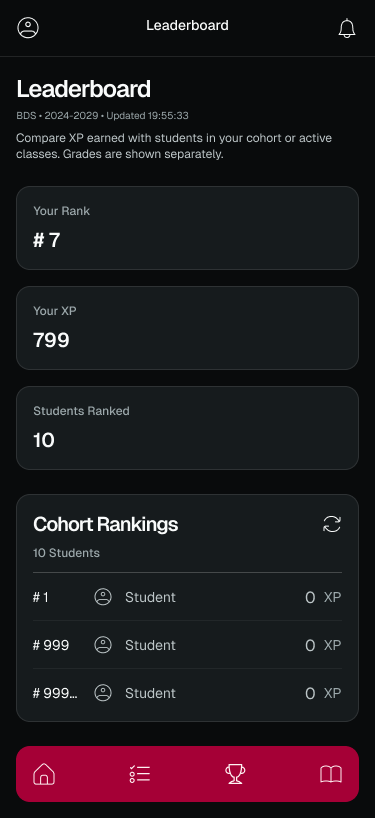 Leaderboard
Leaderboard
BDS • 2024-2029 • Updated 19:55:33
Compare XP earned with students in your cohort or active
classes. Grades are shown separately.
Your Rank
# 7
Your XP
799
Students Ranked
10
Cohort Rankings
10 Students
# 1 Student 0 XP
# 999 Student 0 XP
# 999... Student 0 XP